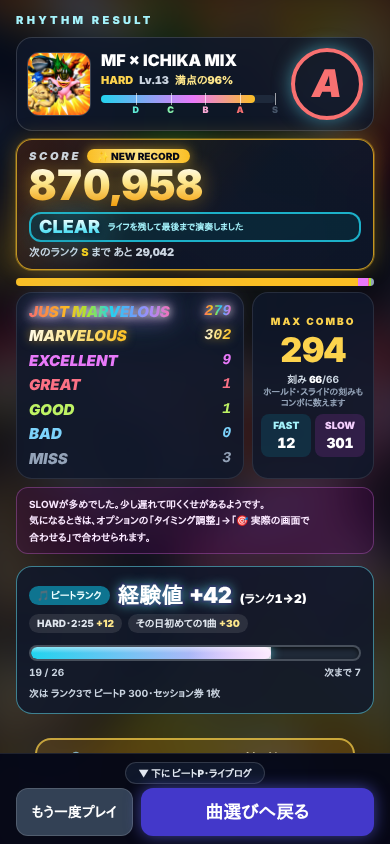 RHYTHM RESULT
MF × ICHIKA MIX
HARD Lv.13 満点の96%
D C B A S
A
SCORE NEW RECORD
870,958
CLEAR ライフを残して最後まで演奏しました
次のランク S まで あと 29,042
JUST MARVELOUS 279
MARVELOUS 302
EXCELLENT 9
GREAT 1
GOOD 1
BAD 0
MISS 3
MAX COMBO
294
刻み 66/66
ホールド・スライドの刻みも
コンボに数えます
FAST
12
SLOW
301
SLOWが多めでした。少し遅れて叩くくせがあるようです。
気になるときは、オプションの「タイミング調整」→「🎯 実際の画面で
合わせる」で合わせられます。
🎵 ビートランク 経験値 +42 (ランク1→2)
HARD・2:25 +12 その日初めての1曲 +30
19 / 26 次まで 7
次は ランク3で ビートP 300・セッション券 1枚
▼ 下にビートP・ライブログ
もう一度プレイ
曲選びへ戻る